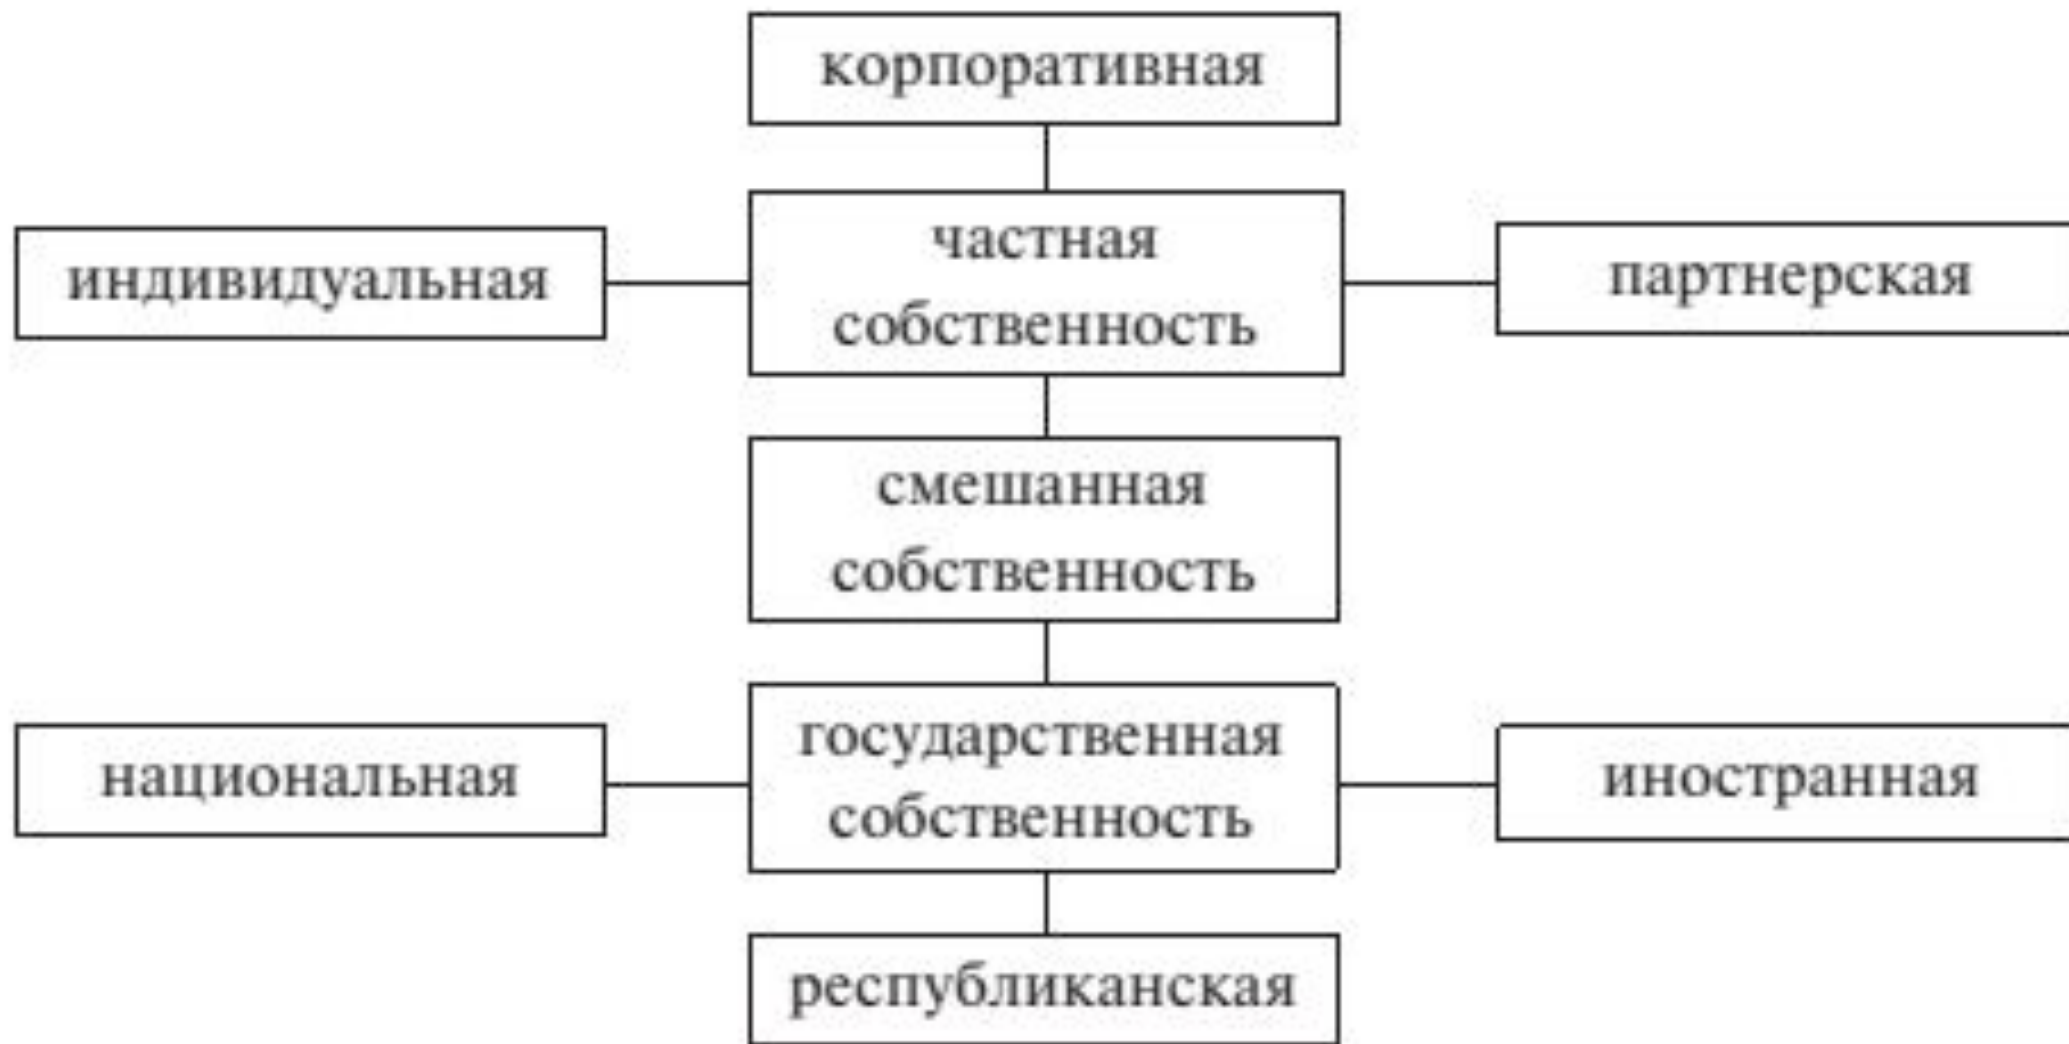 корпоративная
индивидуальная
частная
собственность
партнерская
смешанная
собственность
национальная
государственная
собственность
иностранная
республиканская